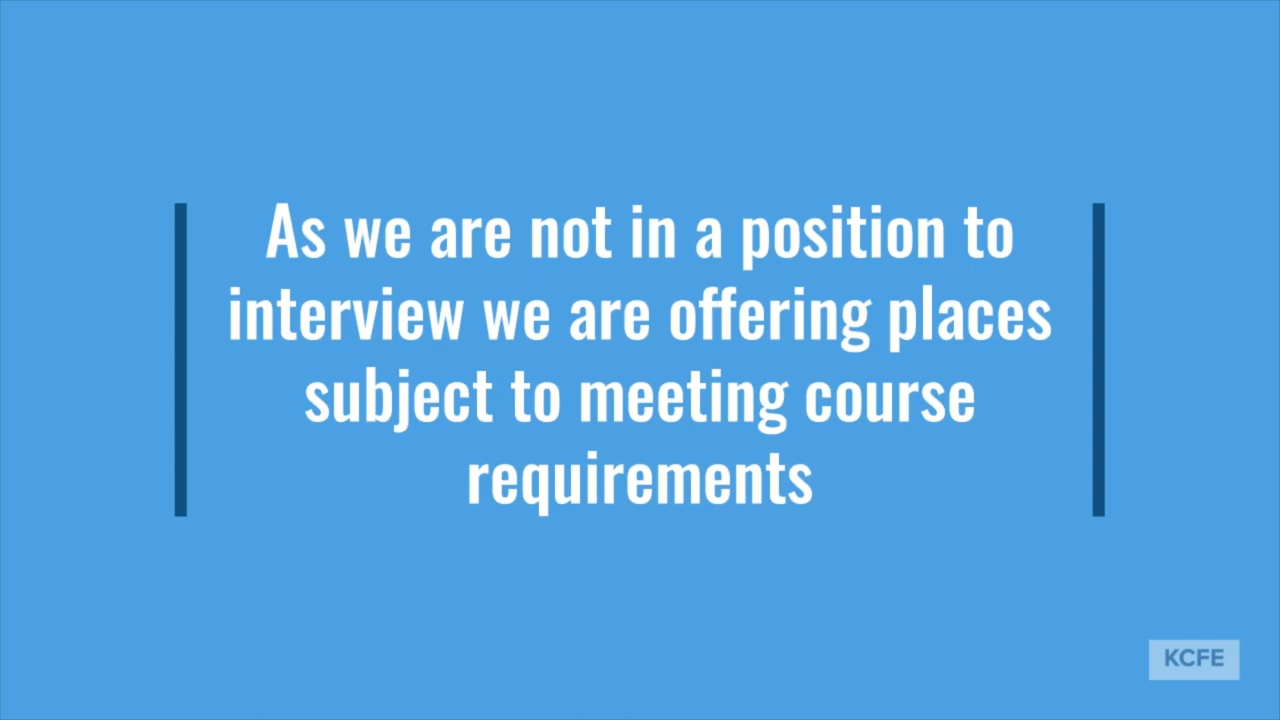 As we are not in a position to
interview we are offering places
subject to meeting course
requirements
KCFE